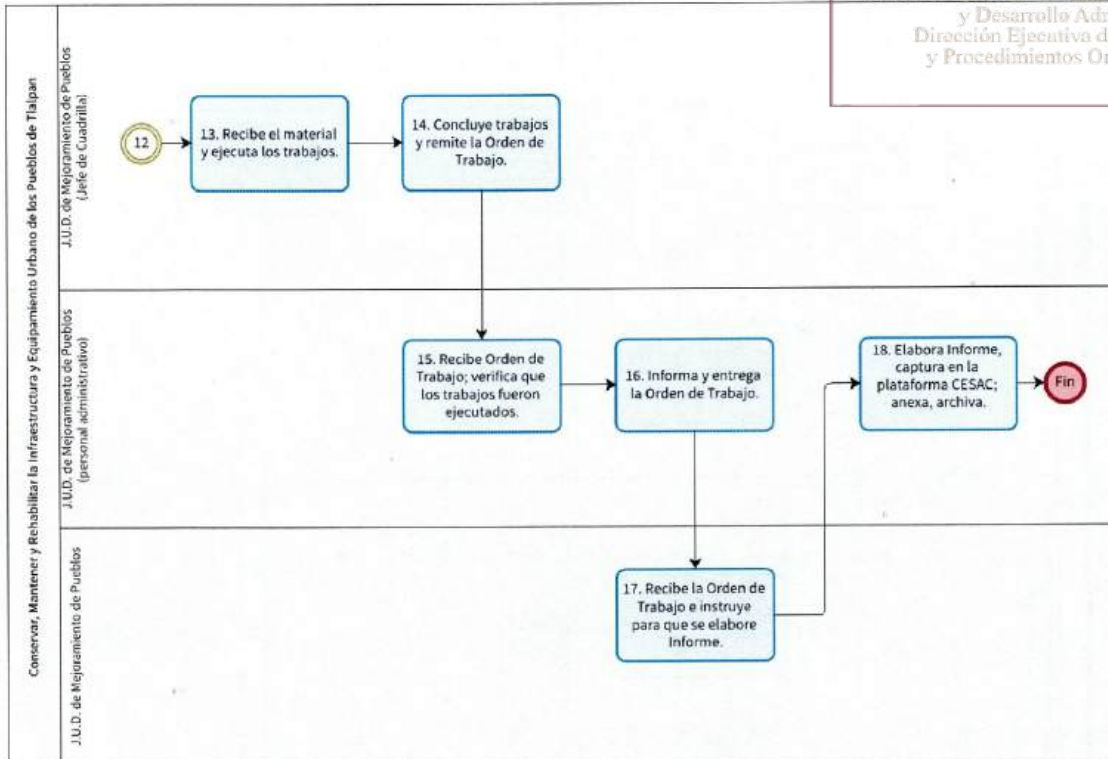 y Desarrollo Adm
Dirección Ejecutiva d
y Procedimientos Or
Conservar, Mantener y Rehabilitar la Infraestructura y Equipamiento Urbano de los Pueblos de Tlalpan
J.U.D. de Mejoramiento de Pueblos
(Jefe de Cuadrilla)
12
13. Recibe el material
y ejecuta los trabajos.
14. Concluye trabajos
y remite la Orden de
Trabajo.
J.U.D. de Mejoramiento de Pueblos
(personal administrativo)
15. Recibe Orden de
Trabajo; verifica que
los trabajos fueron
ejecutados.
16. Informa y entrega
la Orden de Trabajo.
18. Elabora Informe,
captura en la
plataforma CESAC;
anexa, archiva.
Fin
J.U.D. de Mejoramiento de Pueblos
17. Recibe la Orden de
Trabajo e instruye
para que se elabore
Informe.